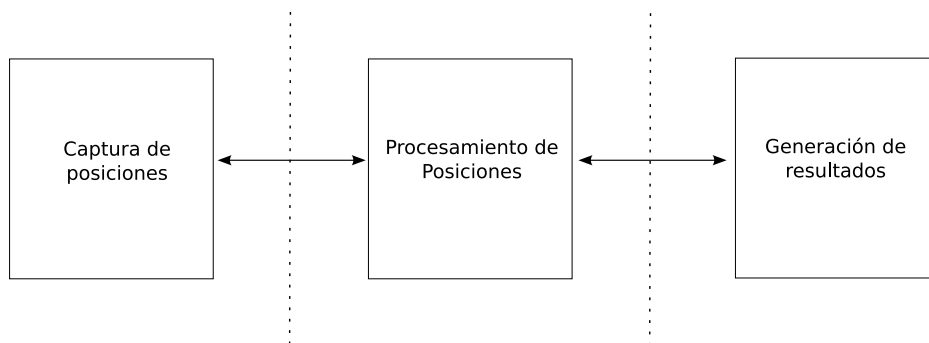 Captura de
posiciones
Procesamiento de
Posiciones
Generación de
resultados